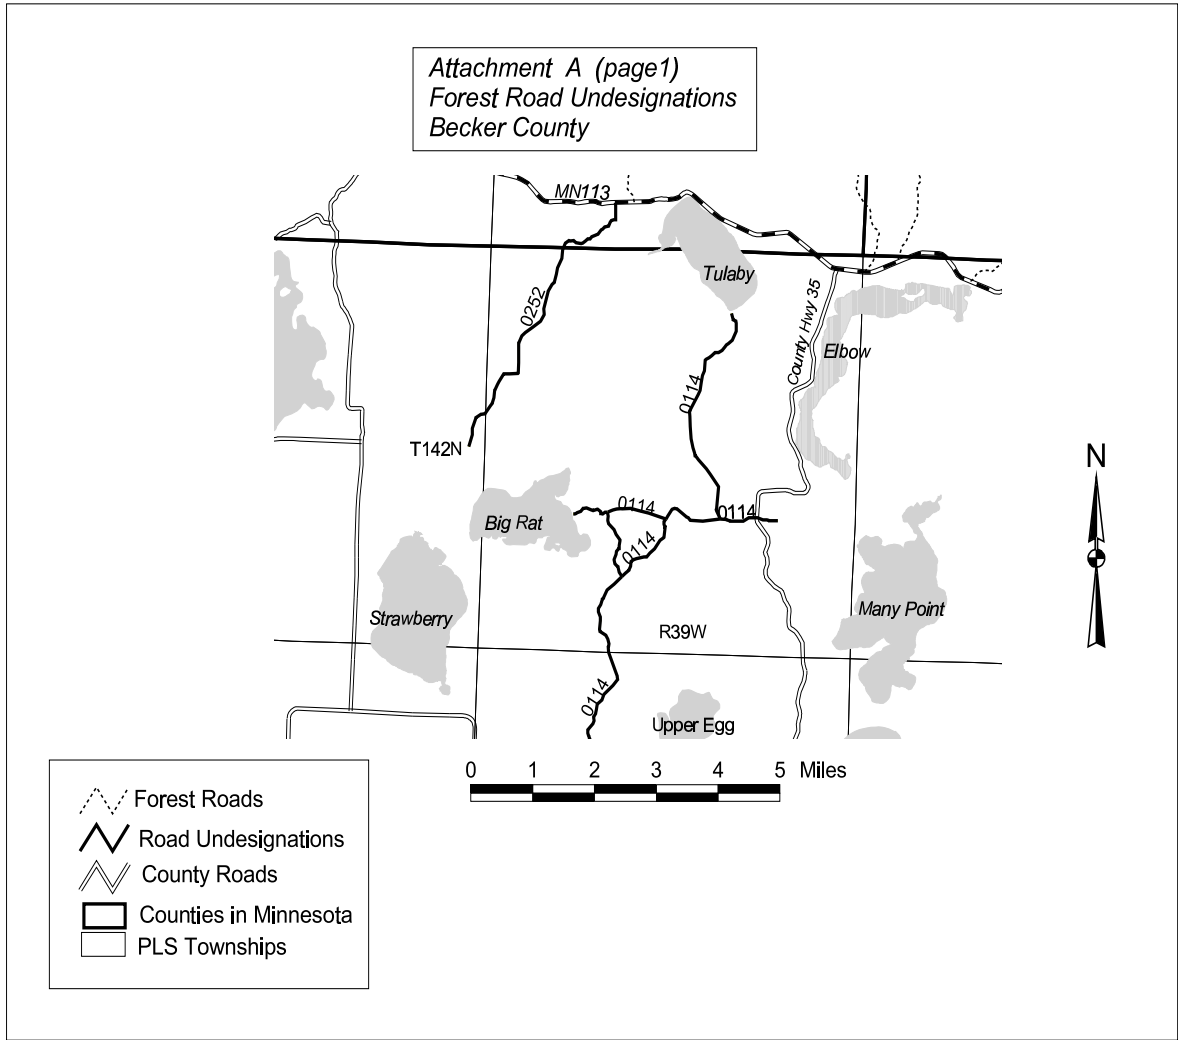 Attachment A (page1)
Forest Road Undesignations
Becker County
MN113
Tulaby
0252
County Hwy 35
Elbow
0114
T142N
N
0114
0114
Big Rat
0114
Many Point
Strawberry
R39W
0114
Upper Egg
0 1 2 3 4 5 Miles
Forest Roads
Road Undesignations
County Roads
Counties in Minnesota
PLS Townships